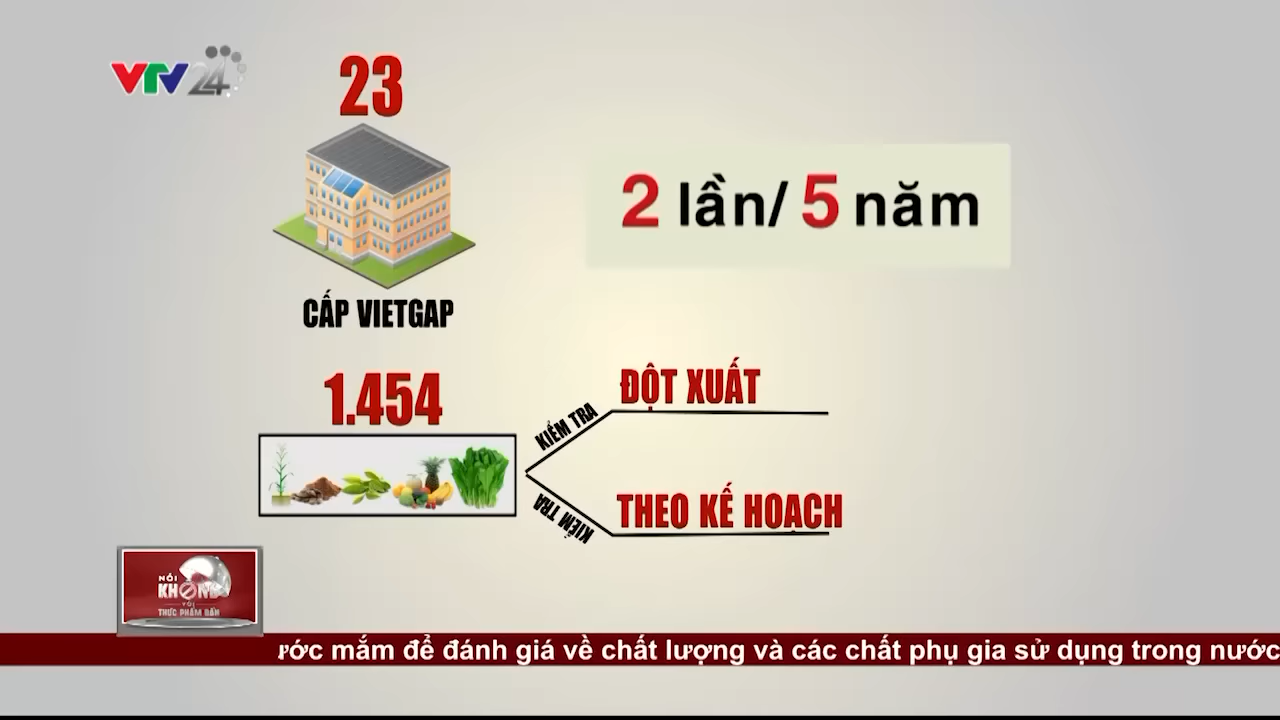 VTV24
23
2 lần/ 5 năm
CẤP VIETGAP
1.454
KIỂM TRA
ĐỘT XUẤT
KIỂM TRA
THEO KẾ HOẠCH
NÓI
KHÔNG
VỚI
THỰC PHẨM BẨN
ước mắm để đánh giá về chất lượng và các chất phụ gia sử dụng trong nước